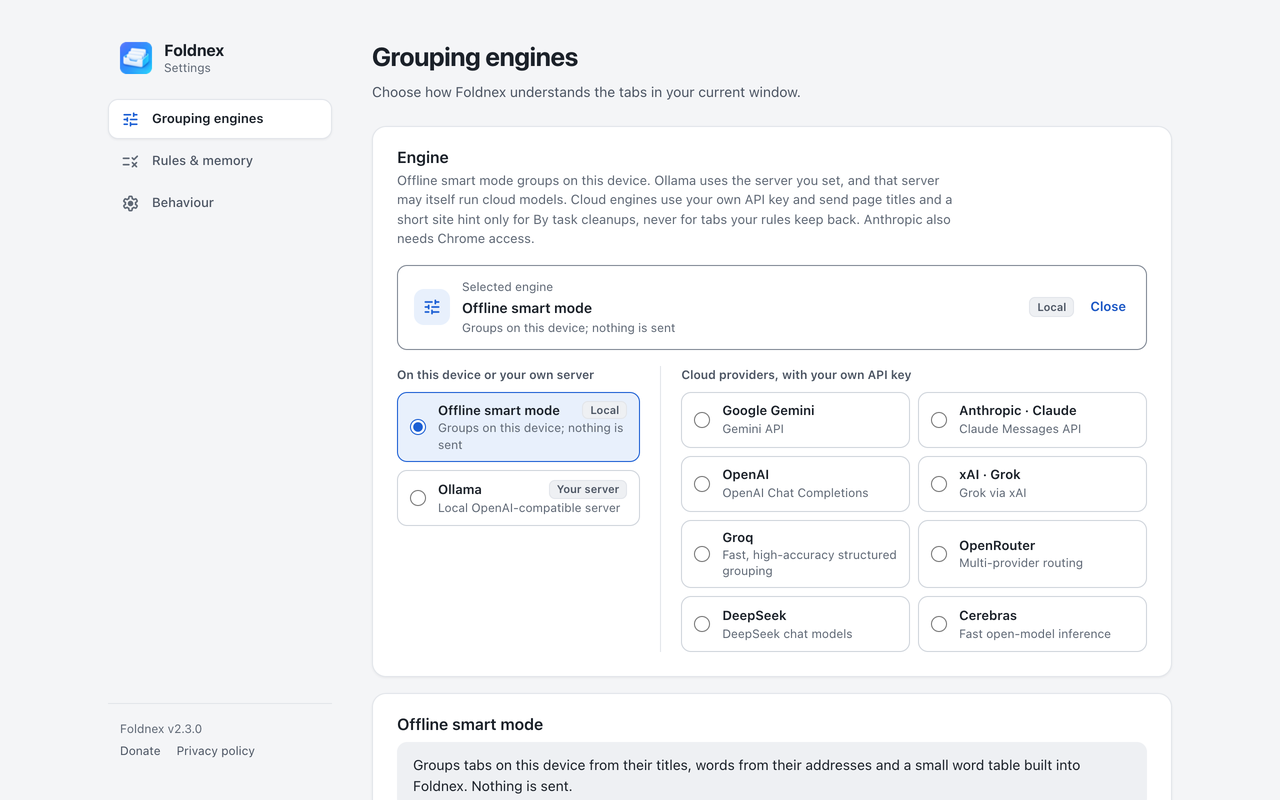 Foldnex
Settings
Grouping engines
Rules & memory
Behaviour
Foldnex v2.3.0
Donate Privacy policy
Grouping engines
Choose how Foldnex understands the tabs in your current window.
Engine
Offline smart mode groups on this device. Ollama uses the server you set, and that server
may itself run cloud models. Cloud engines use your own API key and send page titles and a
short site hint only for By task cleanups, never for tabs your rules keep back. Anthropic also
needs Chrome access.
Selected engine
Offline smart mode
Groups on this device; nothing is sent
Local
Close
On this device or your own server
Offline smart mode
Local
Groups on this device; nothing is
sent
Ollama
Your server
Local OpenAI-compatible server
Cloud providers, with your own API key
Google Gemini
Gemini API
Anthropic · Claude
Claude Messages API
OpenAI
OpenAI Chat Completions
xAI · Grok
Grok via xAI
Groq
Fast, high-accuracy structured
grouping
OpenRouter
Multi-provider routing
DeepSeek
DeepSeek chat models
Cerebras
Fast open-model inference
Offline smart mode
Groups tabs on this device from their titles, words from their addresses and a small word table built into
Foldnex. Nothing is sent.